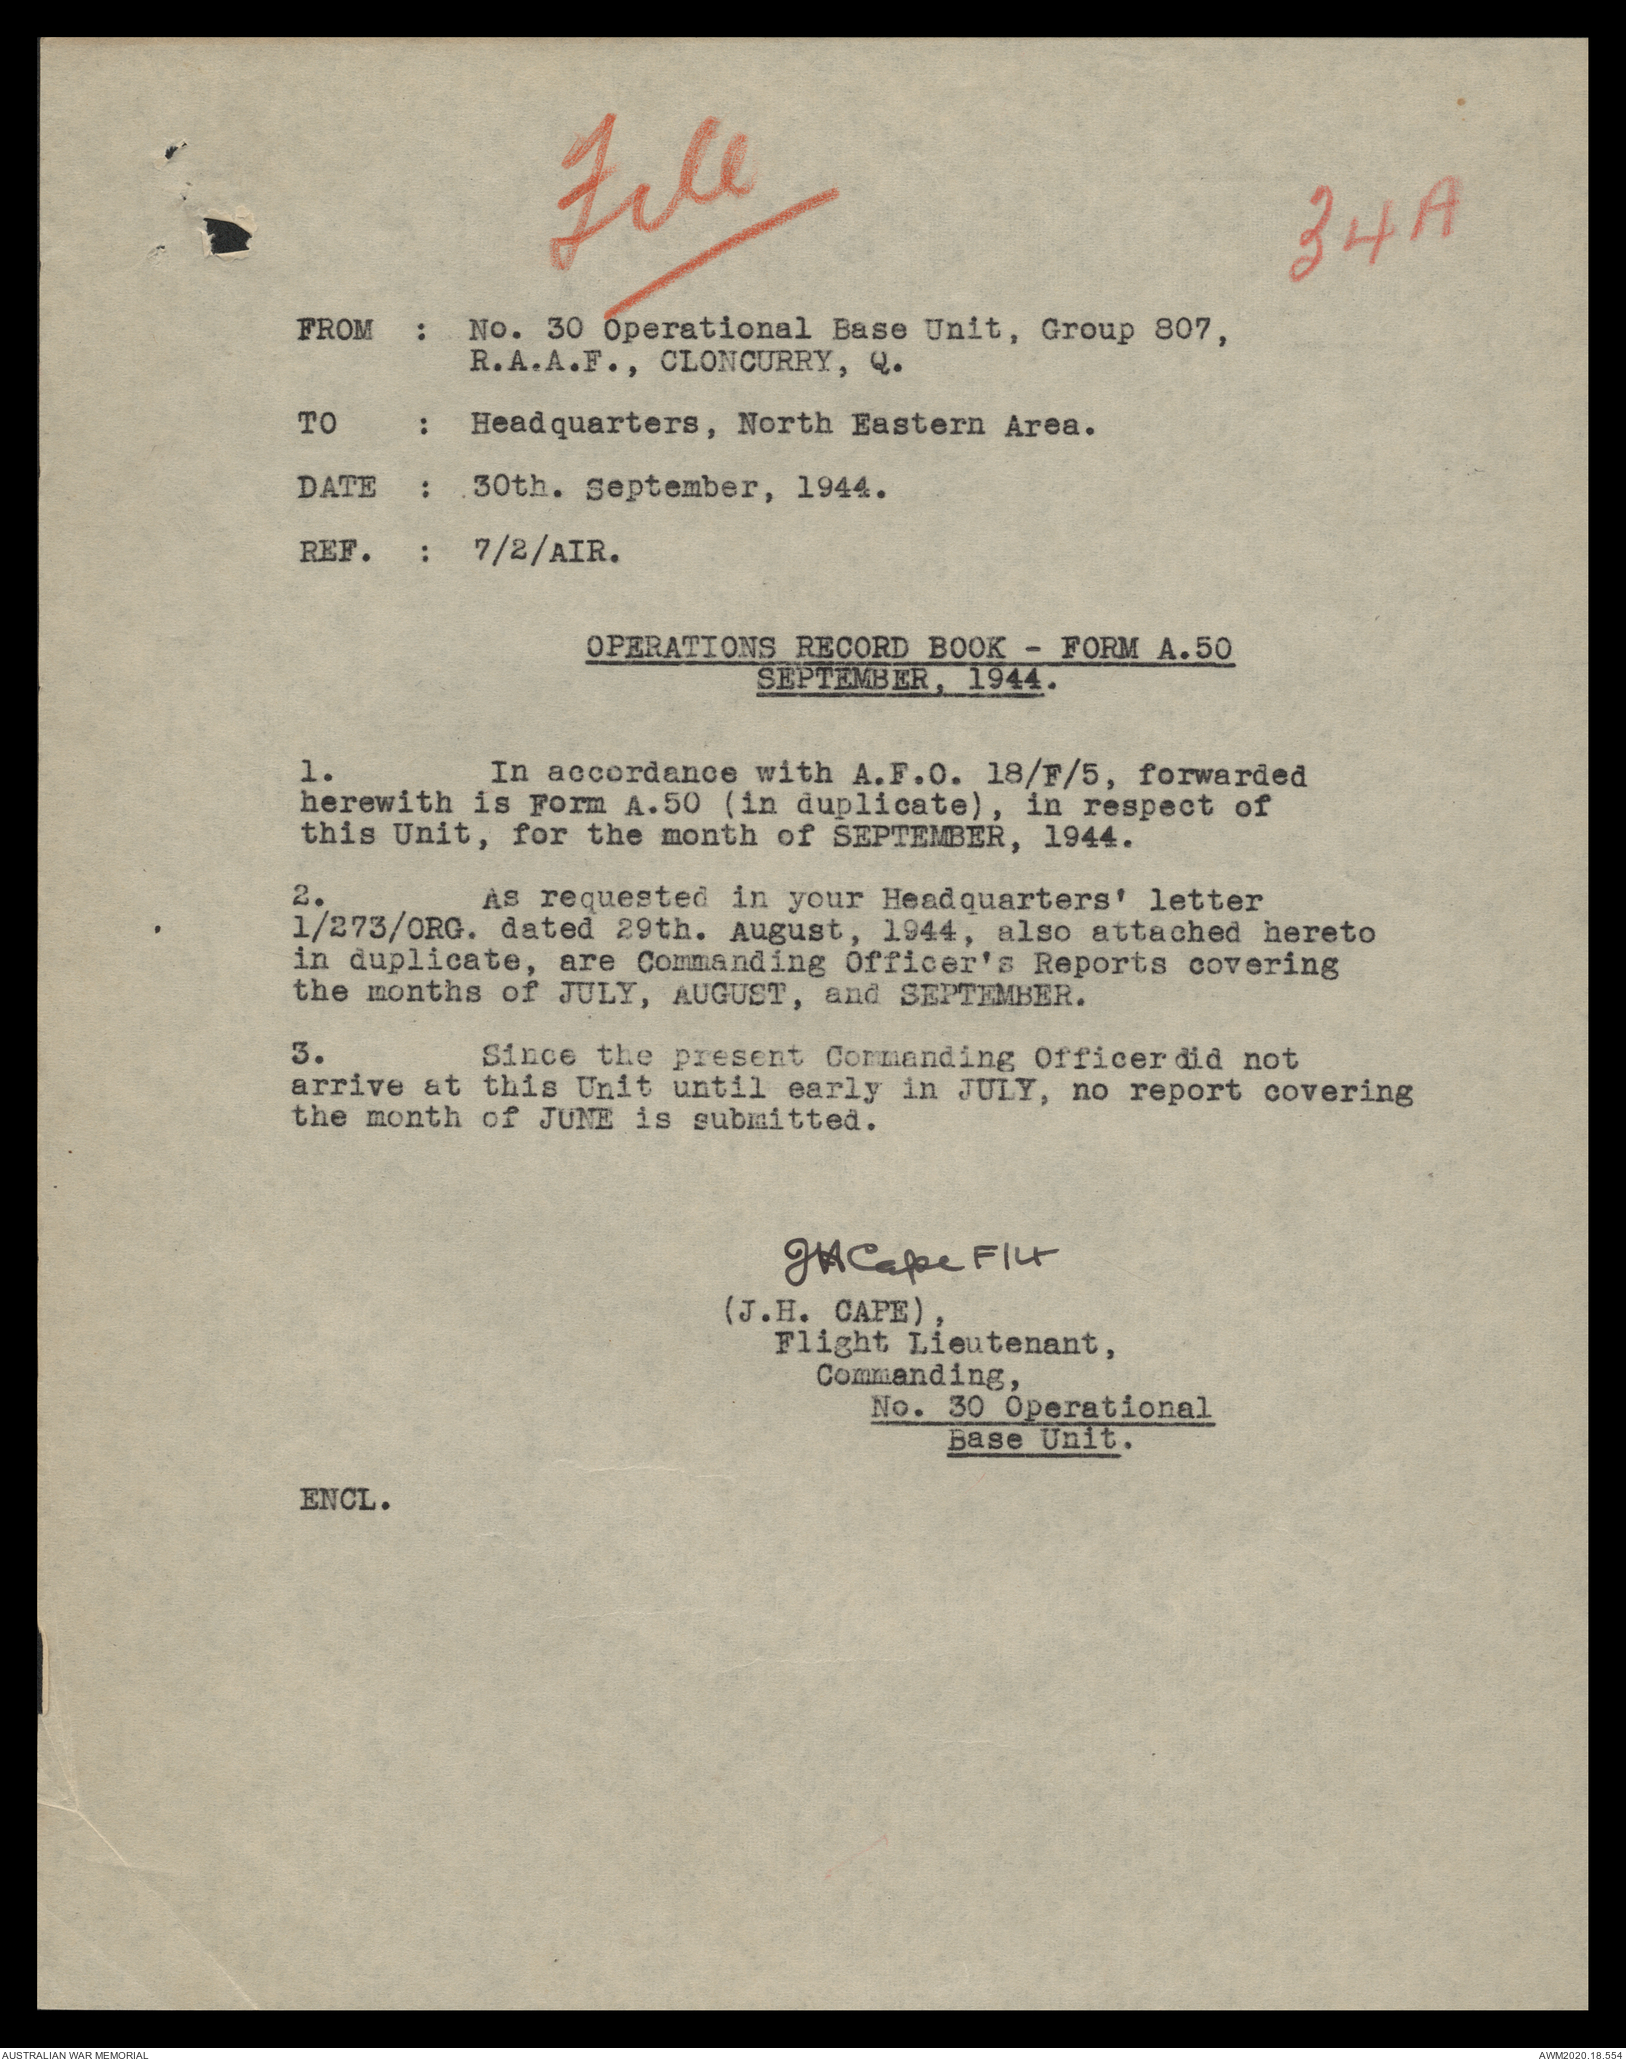 File
34A
FROM : No. 30 Operational Base Unit, Group 807,
R.A.A.F., CLONCURRY, Q.
TO : Headquarters, North Eastern Area.
DATE : 30th. September, 1944.
REF. : 7/2/AIR.
OPERATIONS RECORD BOOK - FORM A.50
SEPTEMBER, 1944.
1. In accordance with A.F.O. 18/F/5, forwarded
herewith is Form A.50 (in duplicate), in respect of
this Unit, for the month of SEPTEMBER, 1944.
2. As requested in your Headquarters' letter
1/273/ORG. dated 29th. August, 1944, also attached hereto
in duplicate, are Commanding Officer's Reports covering
the months of JULY, AUGUST, and SEPTEMBER.
3. Since the present Commanding Officer did not
arrive at this Unit until early in JULY, no report covering
the month of JUNE is submitted.
JHCape F/Lt
(J.H. CAPE),
Flight Lieutenant,
Commanding,
No. 30 Operational
Base Unit.
ENCL.
AUSTRALIAN WAR MEMORIAL
AWM2020.18.554